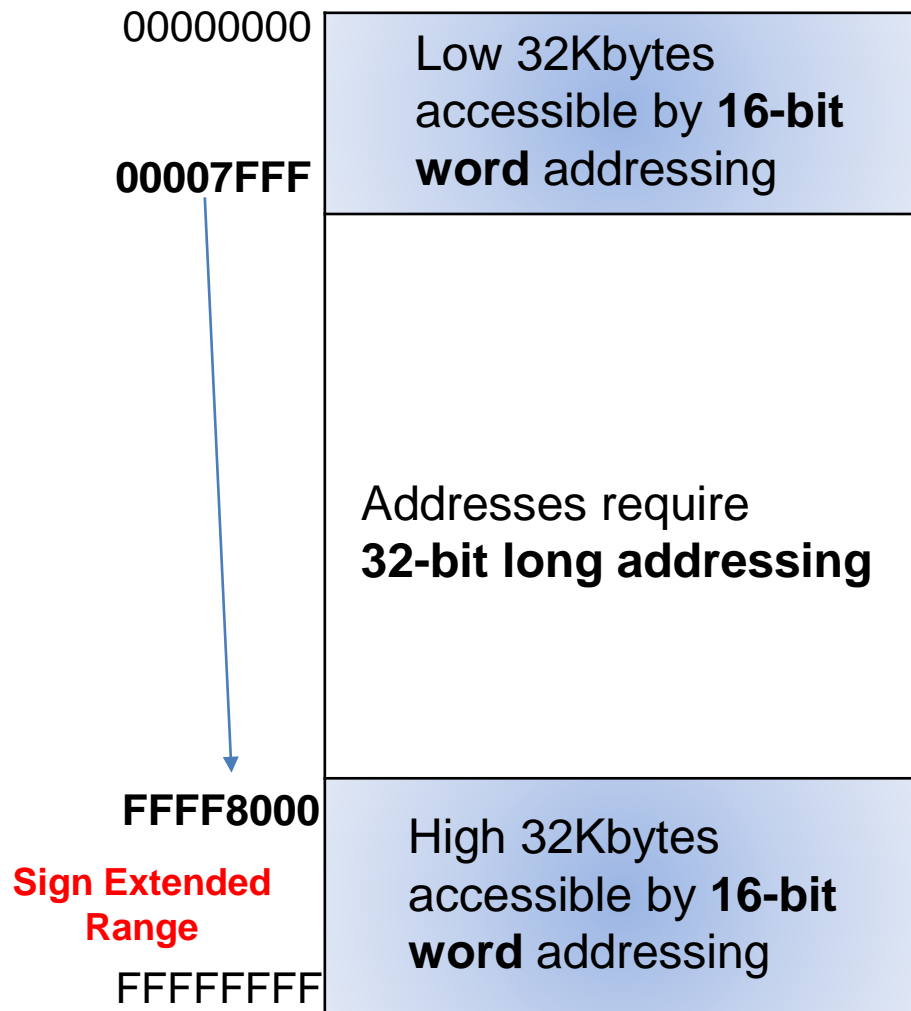 00000000
Low 32Kbytes
accessible by 16-bit
word addressing
00007FFF
Addresses require
32-bit long addressing
FFFF8000
High 32Kbytes
accessible by 16-bit
word addressing
Sign Extended
Range
FFFFFFFF